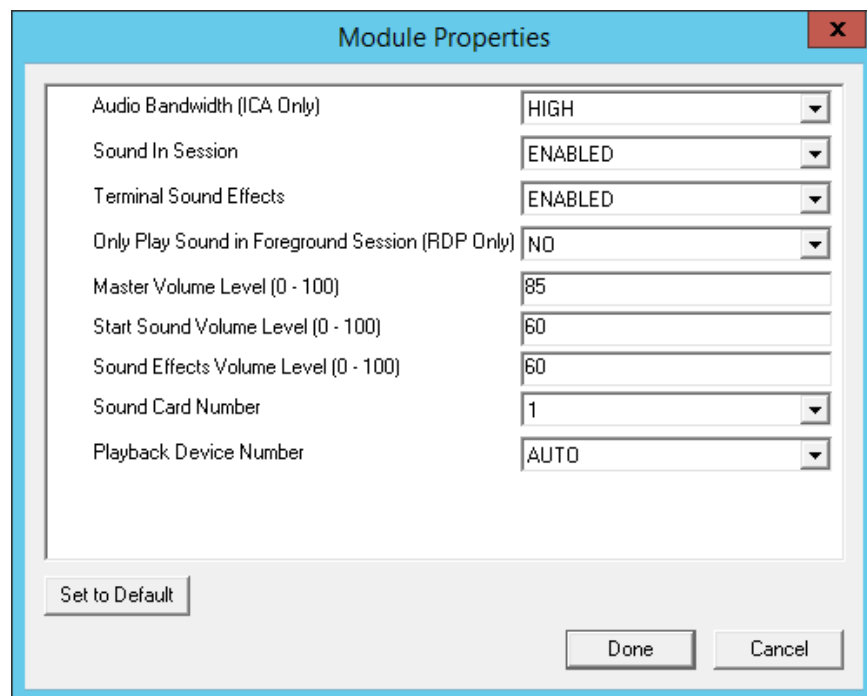 Module Properties
x
Audio Bandwidth (ICA Only) HIGH
Sound In Session ENABLED
Terminal Sound Effects ENABLED
Only Play Sound in Foreground Session (RDP Only) NO
Master Volume Level (0 - 100) 85
Start Sound Volume Level (0 - 100) 60
Sound Effects Volume Level (0 - 100) 60
Sound Card Number 1
Playback Device Number AUTO
Set to Default
Done Cancel